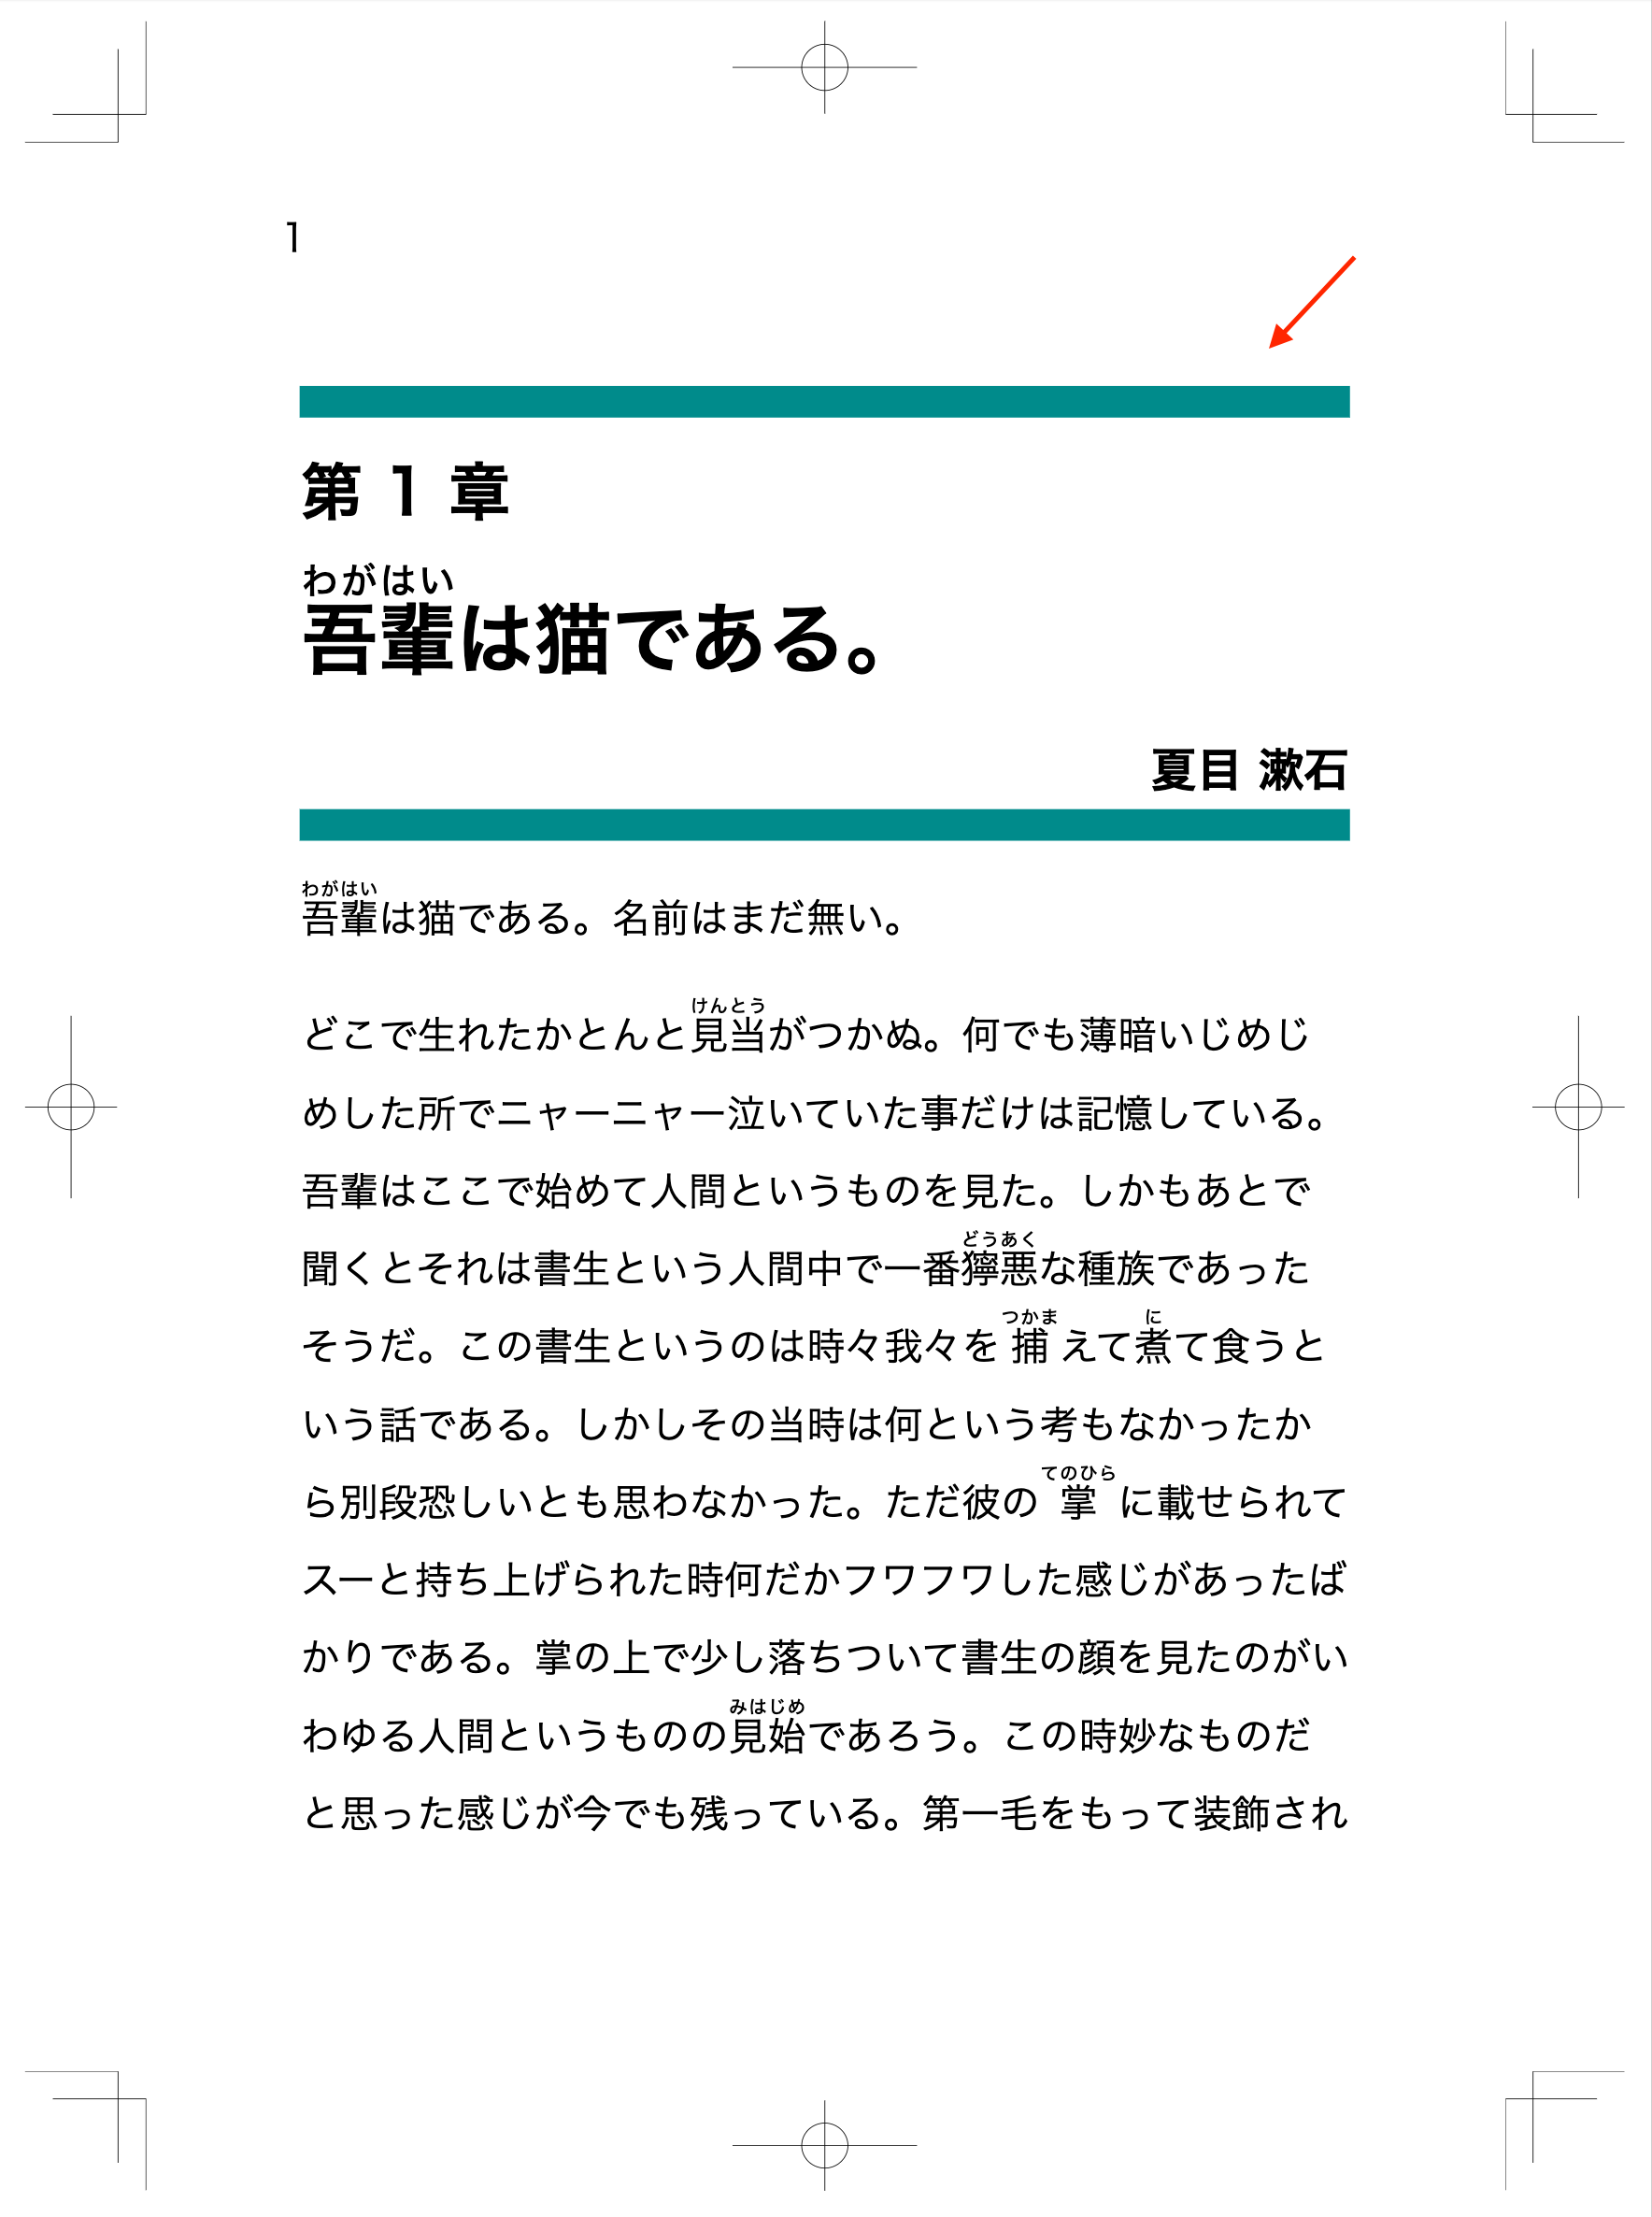 1
第 1 章
わがはい
吾輩は猫である。
夏目 漱石
わがはい
吾輩は猫である。名前はまだ無い。
けんとう
どこで生れたかとんと見当がつかぬ。何でも薄暗いじめじ
めした所でニャーニャー泣いていた事だけは記憶している。
吾輩はここで始めて人間というものを見た。しかもあとで
どうあく
聞くとそれは書生という人間中で一番獰悪な種族であった
つかま に
そうだ。この書生というのは時々我々を捕えて煮て食うと
いう話である。しかしその当時は何という考もなかったか
てのひら
ら別段恐しいとも思わなかった。ただ彼の掌に載せられて
スーと持ち上げられた時何だかフワフワした感じがあったば
かりである。掌の上で少し落ちついて書生の顔を見たのがい
みはじめ
わゆる人間というものの見始であろう。この時妙なものだ
と思った感じが今でも残っている。第一毛をもって装飾され